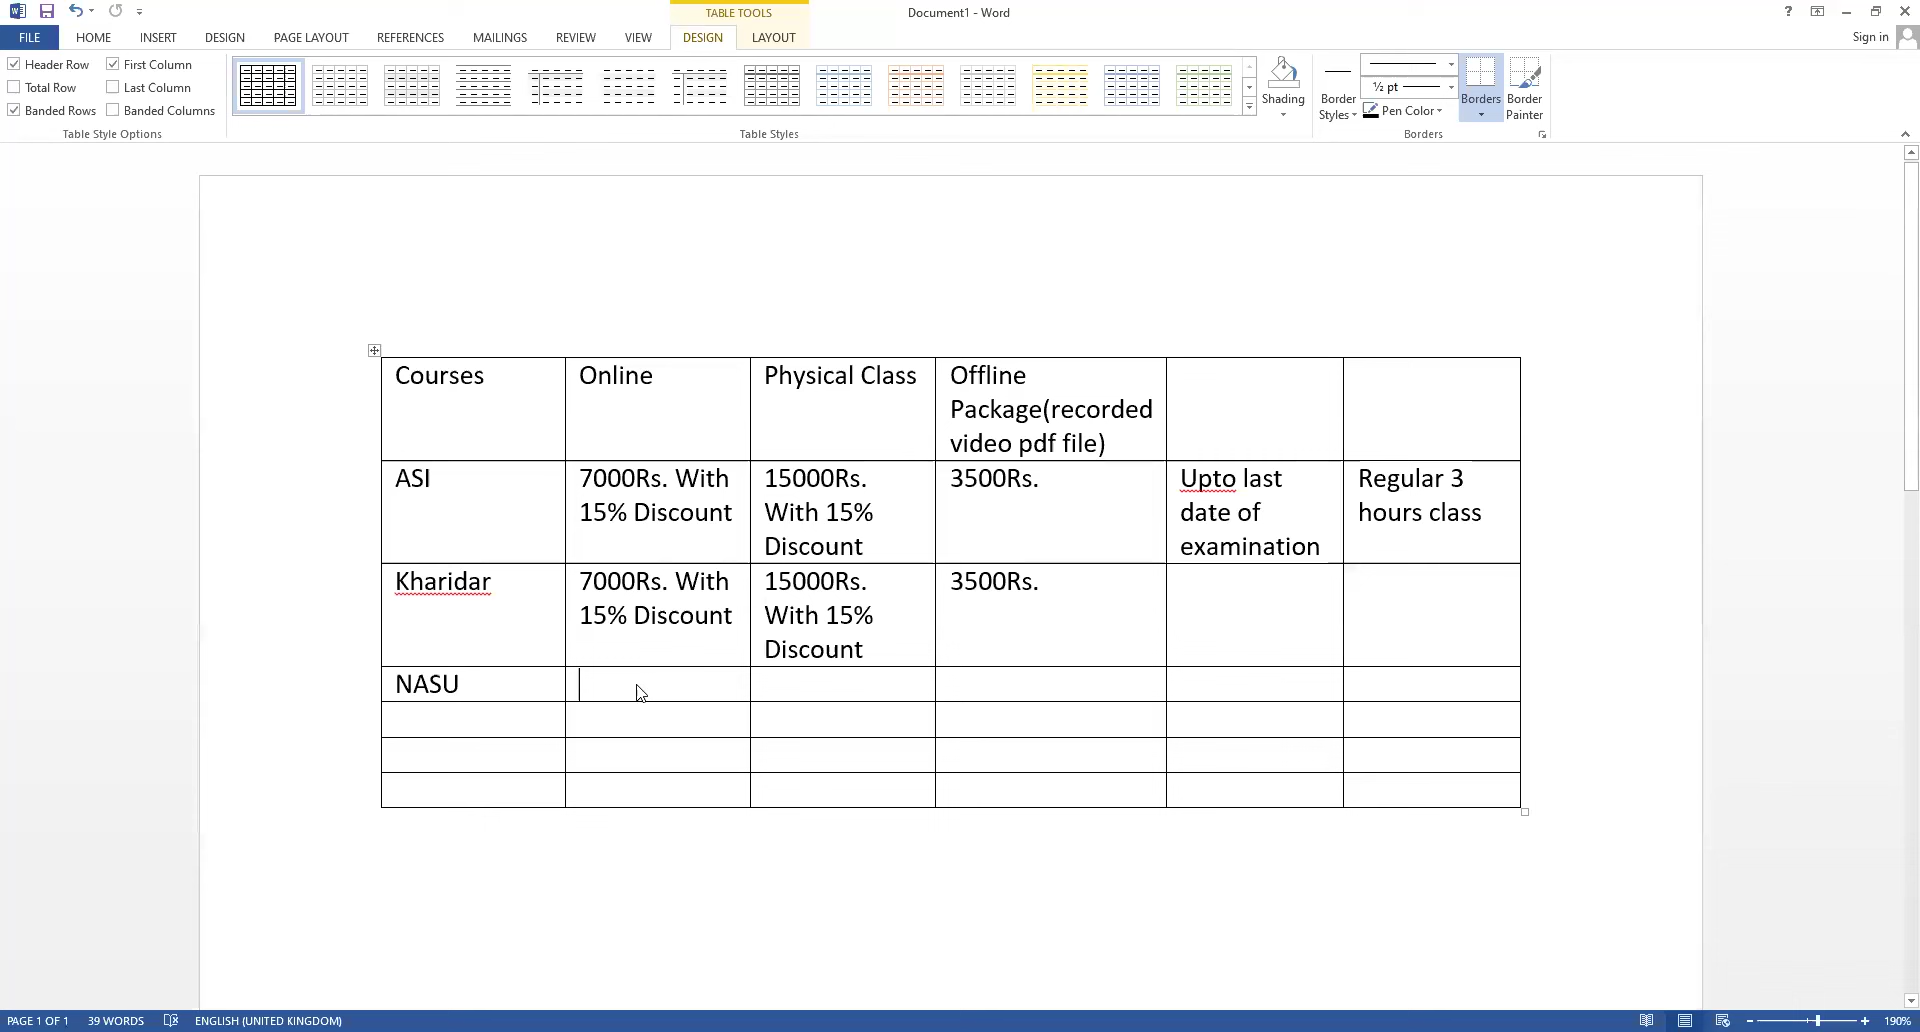 TABLE TOOLS
Document1 - Word
?
FILE HOME INSERT DESIGN PAGE LAYOUT REFERENCES MAILINGS REVIEW VIEW DESIGN LAYOUT
Sign in
Header Row First Column
Total Row Last Column
Banded Rows Banded Columns
Table Style Options
Table Styles
Shading
Border Styles
½ pt
Pen Color
Borders
Border Painter
Borders
Courses
Online
Physical Class
Offline
Package(recorded
video pdf file)
ASI
7000Rs. With
15% Discount
15000Rs.
With 15%
Discount
3500Rs.
Upto last
date of
examination
Regular 3
hours class
Kharidar
7000Rs. With
15% Discount
15000Rs.
With 15%
Discount
3500Rs.
NASU
PAGE 1 OF 1 39 WORDS ENGLISH (UNITED KINGDOM)
190%